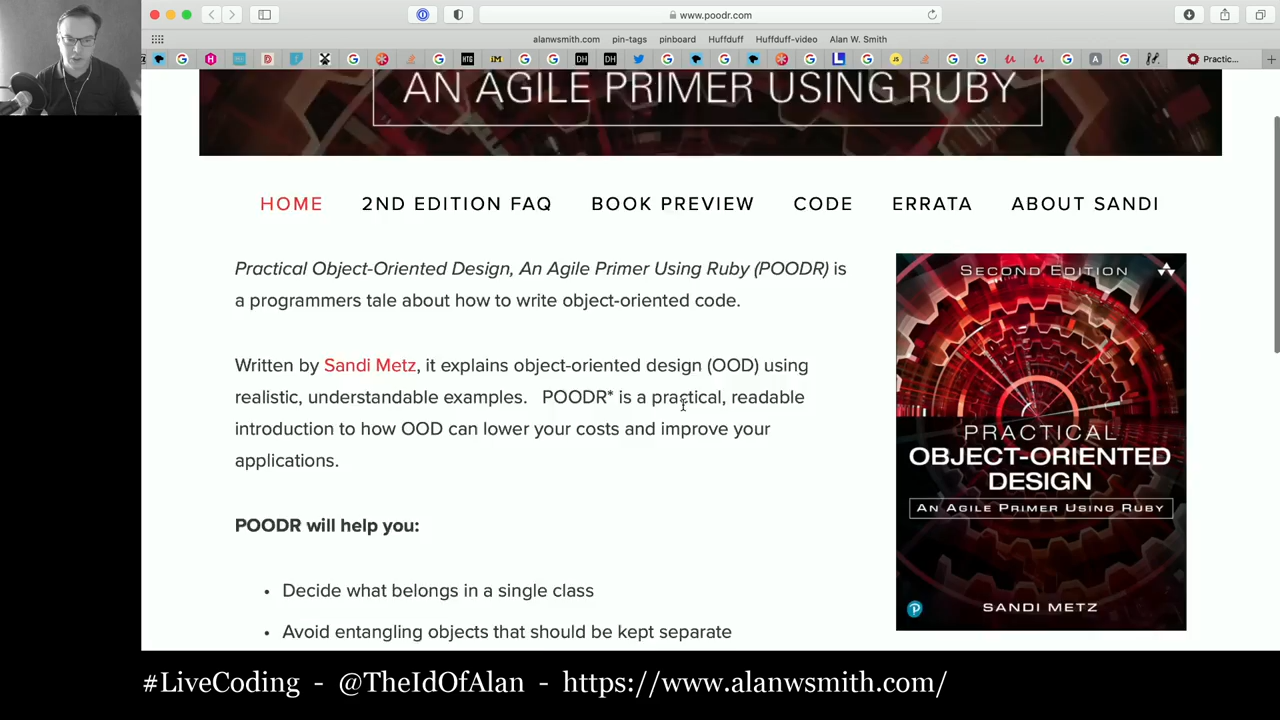 www.poodr.com
alanwsmith.com pin-tags pinboard Huffduff Huffduff-video Alan W. Smith
Practic...
AN AGILE PRIMER USING RUBY
HOME 2ND EDITION FAQ BOOK PREVIEW CODE ERRATA ABOUT SANDI
Practical Object-Oriented Design, An Agile Primer Using Ruby (POODR) is
a programmers tale about how to write object-oriented code.
Written by Sandi Metz, it explains object-oriented design (OOD) using
realistic, understandable examples. POODR* is a practical, readable
introduction to how OOD can lower your costs and improve your
applications.
POODR will help you:
• Decide what belongs in a single class
• Avoid entangling objects that should be kept separate
SECOND EDITION
PRACTICAL
OBJECT-ORIENTED
DESIGN
AN AGILE PRIMER USING RUBY
SANDI METZ
#LiveCoding - @TheIdOfAlan - https://www.alanwsmith.com/